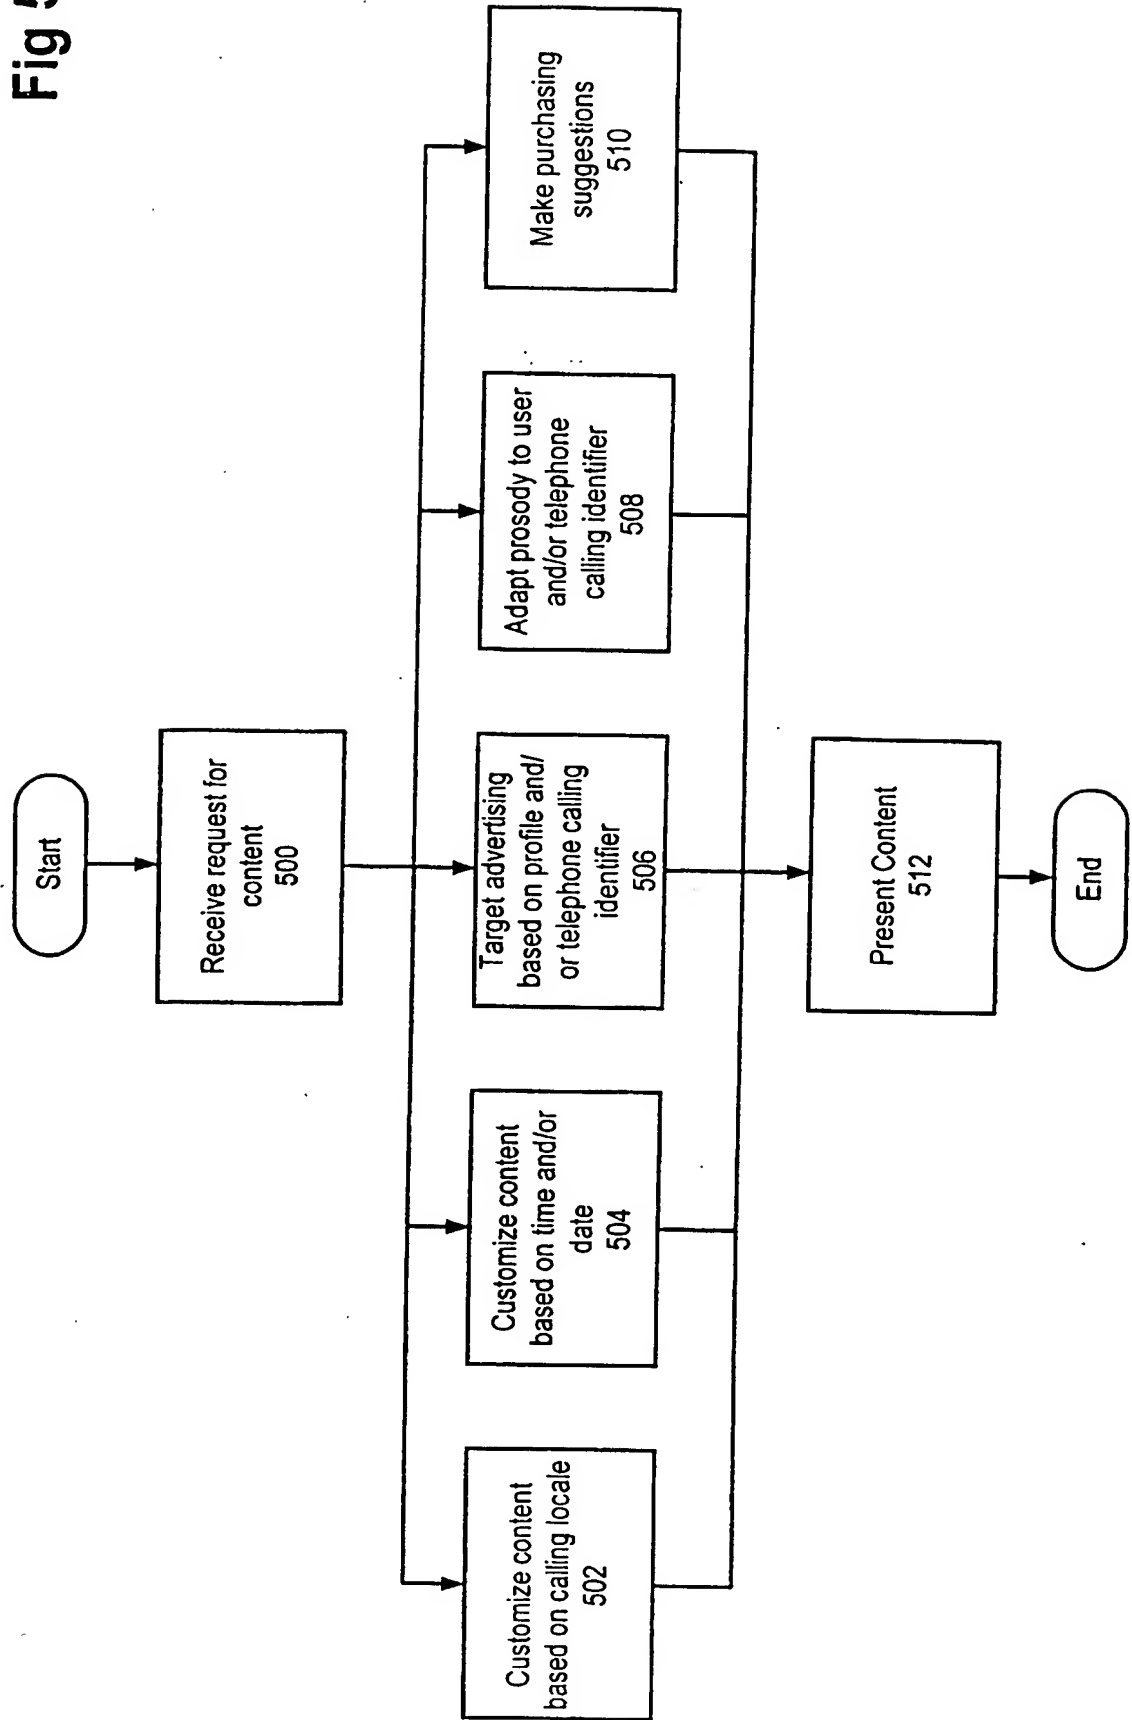 Fig 5
Start
Receive request for
content
500
Customize content
based on calling locale
502
Customize content
based on time and/or
date
504
Target advertising
based on profile and/
or telephone calling
identifier
506
Adapt prosody to user
and/or telephone
calling identifier
508
Make purchasing
suggestions
510
Present Content
512
End